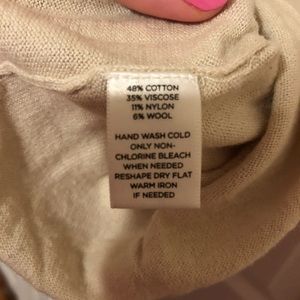 48% COTTON
35% VISCOSE
11% NYLON
6% WOOL
HAND WASH COLD
ONLY NON-
CHLORINE BLEACH
WHEN NEEDED
RESHAPE DRY FLAT
WARM IRON
IF NEEDED